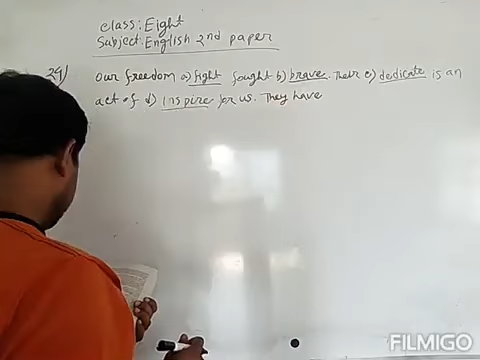 Class: Eight
Subject: English 2nd paper
29)
Our freedom a) fight fought b) brave. Their c) dedicate is an
act of d) inspire for us. They have
FILMIGO